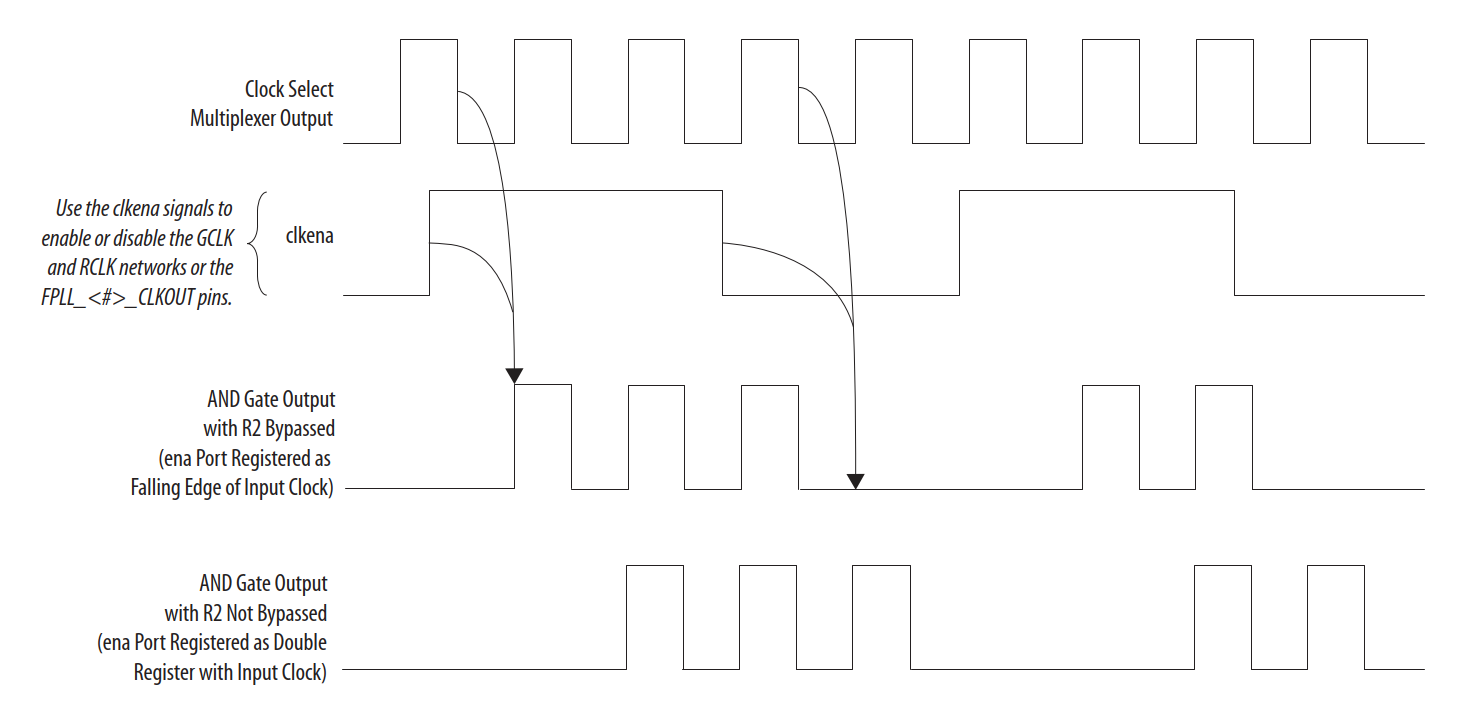 Clock Select
Multiplexer Output
Use the clkena signals to
enable or disable the GCLK
and RCLK networks or the
FPLL_<#>_CLKOUT pins.
clkena
AND Gate Output
with R2 Bypassed
(ena Port Registered as
Falling Edge of Input Clock)
AND Gate Output
with R2 Not Bypassed
(ena Port Registered as Double
Register with Input Clock)